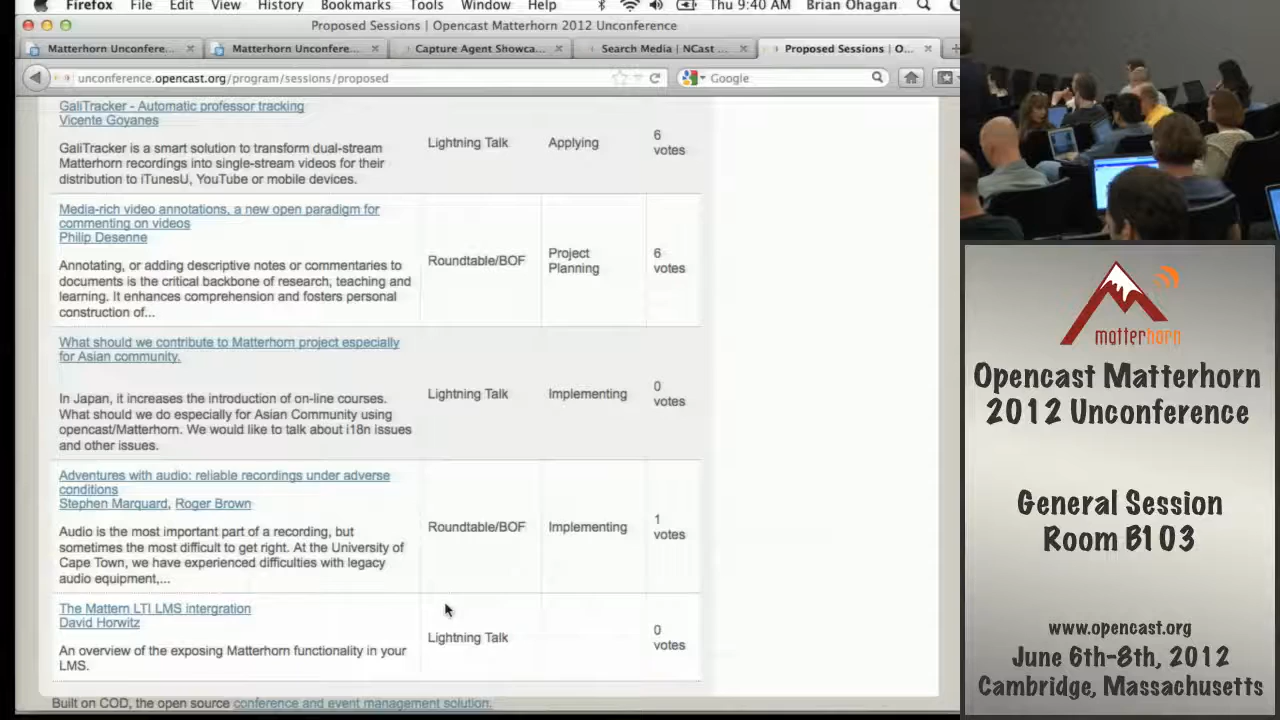 Firefox File Edit View History Bookmarks Tools Window Help Thu 9:40 AM Brian Ohagan
Proposed Sessions | Opencast Matterhorn 2012 Unconference
Matterhorn Unconfere... Matterhorn Unconfere... Capture Agent Showca... Search Media | NCast ... Proposed Sessions | O...
unconference.opencast.org/program/sessions/proposed Google
GaliTracker - Automatic professor tracking
Vicente Goyanes
GaliTracker is a smart solution to transform dual-stream
Matterhorn recordings into single-stream videos for their
distribution to iTunesU, YouTube or mobile devices.
Lightning Talk
Applying
6
votes
Media-rich video annotations, a new open paradigm for
commenting on videos
Philip Desenne
Annotating, or adding descriptive notes or commentaries to
documents is the critical backbone of research, teaching and
learning. It enhances comprehension and fosters personal
construction of...
Roundtable/BOF
Project
Planning
6
votes
What should we contribute to Matterhorn project especially
for Asian community.
In Japan, it increases the introduction of on-line courses.
What should we do especially for Asian Community using
opencast/Matterhorn. We would like to talk about i18n issues
and other issues.
Lightning Talk
Implementing
0
votes
Adventures with audio: reliable recordings under adverse
conditions
Stephen Marquard, Roger Brown
Audio is the most important part of a recording, but
sometimes the most difficult to get right. At the University of
Cape Town, we have experienced difficulties with legacy
audio equipment,...
Roundtable/BOF
Implementing
1
votes
The Mattern LTI LMS intergration
David Horwitz
An overview of the exposing Matterhorn functionality in your
LMS.
Lightning Talk
0
votes
Built on COD, the open source conference and event management solution.
matterhorn
Opencast Matterhorn
2012 Unconference
General Session
Room B103
www.opencast.org
June 6th-8th, 2012
Cambridge, Massachusetts